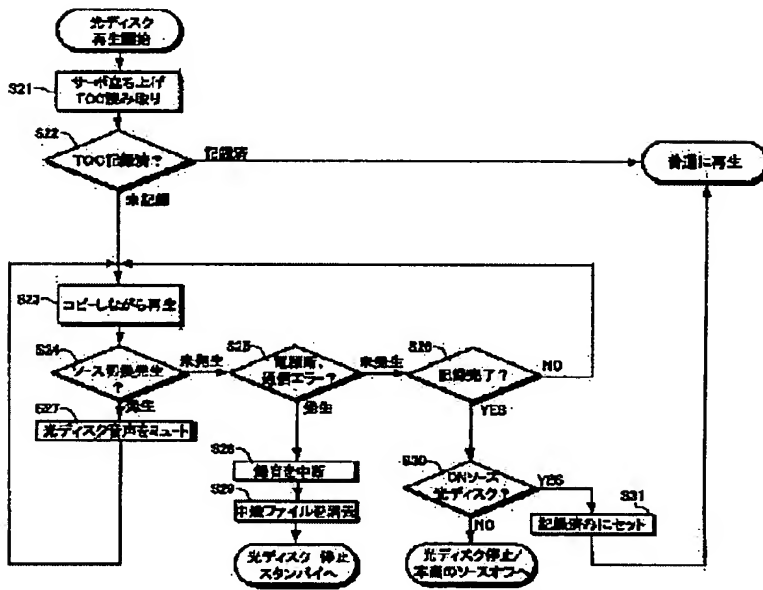 光ディスク
再生開始
S21
サーボ立ち上げ
TOC読み取り
S22
TOC記録済?
記録済
普通に再生
未記録
S23
コピーしながら再生
S24
ソース切換発生
?
未発生
S25
電源断、
通信エラー?
未発生
S26
記録完了?
NO
発生
発生
YES
S27
光ディスク音声をミュート
S28
録音を中断
S29
中途ファイルを消去
S30
ONソース
光ディスク?
YES
S31
記録済みにセット
NO
光ディスク 停止
スタンバイへ
光ディスク停止/
のソースオフへ